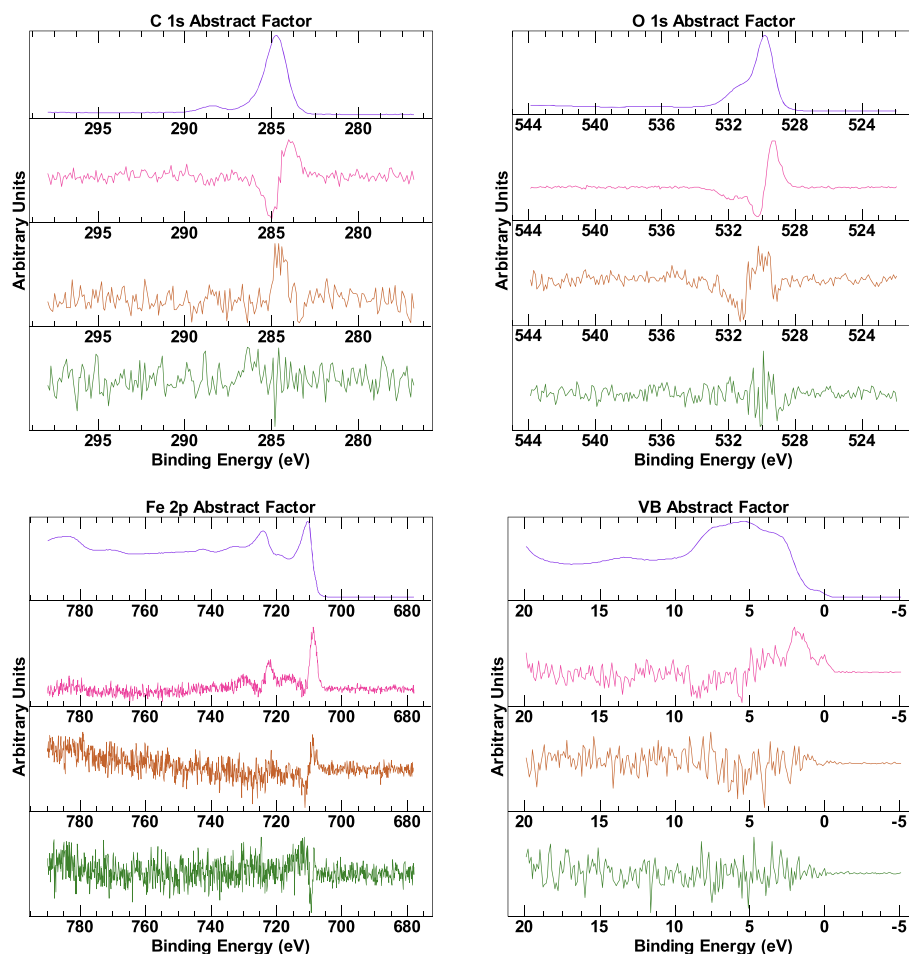 C 1s Abstract Factor
295 290 285 280
295 290 285 280
295 290 285 280
295 290 285 280
Arbitrary Units
Binding Energy (eV)
O 1s Abstract Factor
544 540 536 532 528 524
544 540 536 532 528 524
544 540 536 532 528 524
544 540 536 532 528 524
Arbitrary Units
Binding Energy (eV)
Fe 2p Abstract Factor
780 760 740 720 700 680
780 760 740 720 700 680
780 760 740 720 700 680
780 760 740 720 700 680
Arbitrary Units
Binding Energy (eV)
VB Abstract Factor
20 15 10 5 0 -5
20 15 10 5 0 -5
20 15 10 5 0 -5
20 15 10 5 0 -5
Arbitrary Units
Binding Energy (eV)